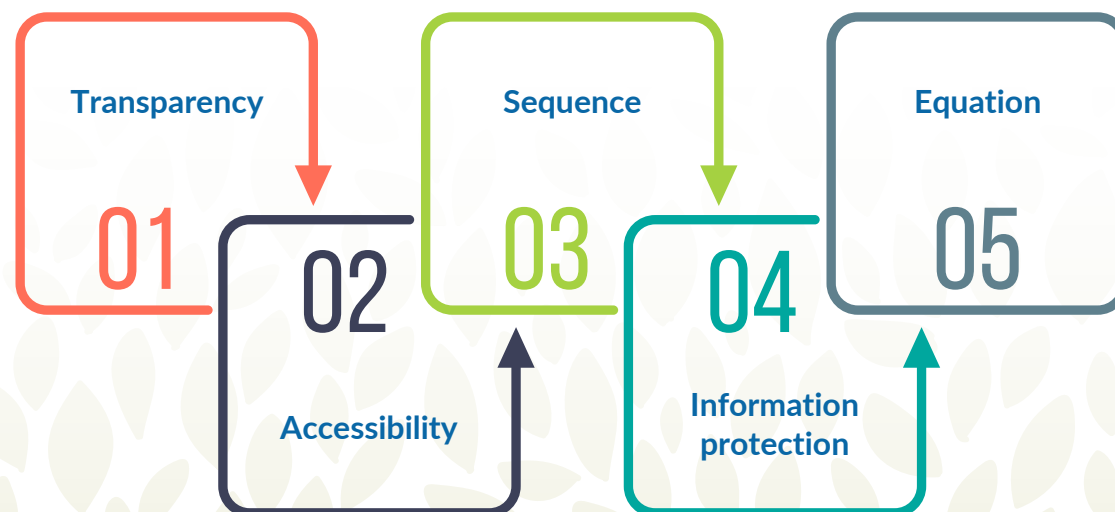 Transparency
01
02
Accessibility
Sequence
03
04
Information
protection
Equation
05